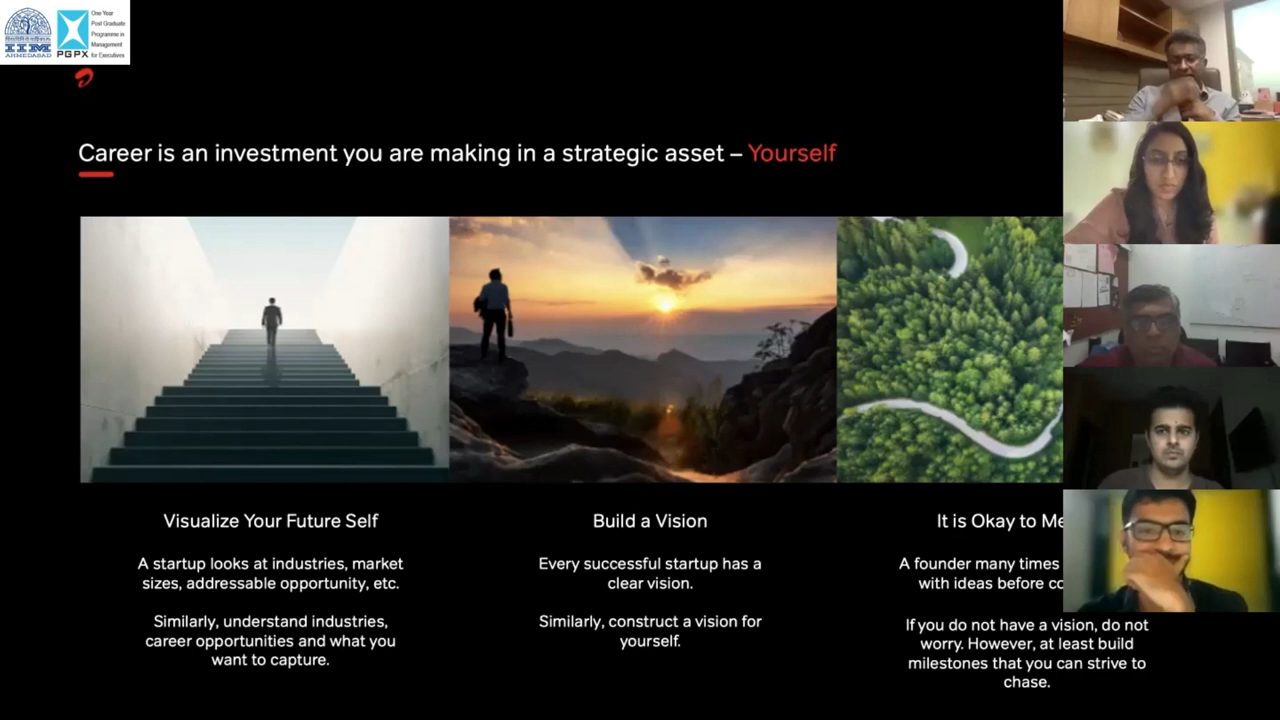 IIM
AHMEDABAD
PGPX
One Year
Post Graduate
Programme in
Management
for Executives
Career is an investment you are making in a strategic asset – Yourself
Visualize Your Future Self
A startup looks at industries, market
sizes, addressable opportunity, etc.
Similarly, understand industries,
career opportunities and what you
want to capture.
Build a Vision
Every successful startup has a
clear vision.
Similarly, construct a vision for
yourself.
It is Okay to
A founder many times
with ideas before
If you do not have a vision, do not
worry. However, at least build
milestones that you can strive to
chase.